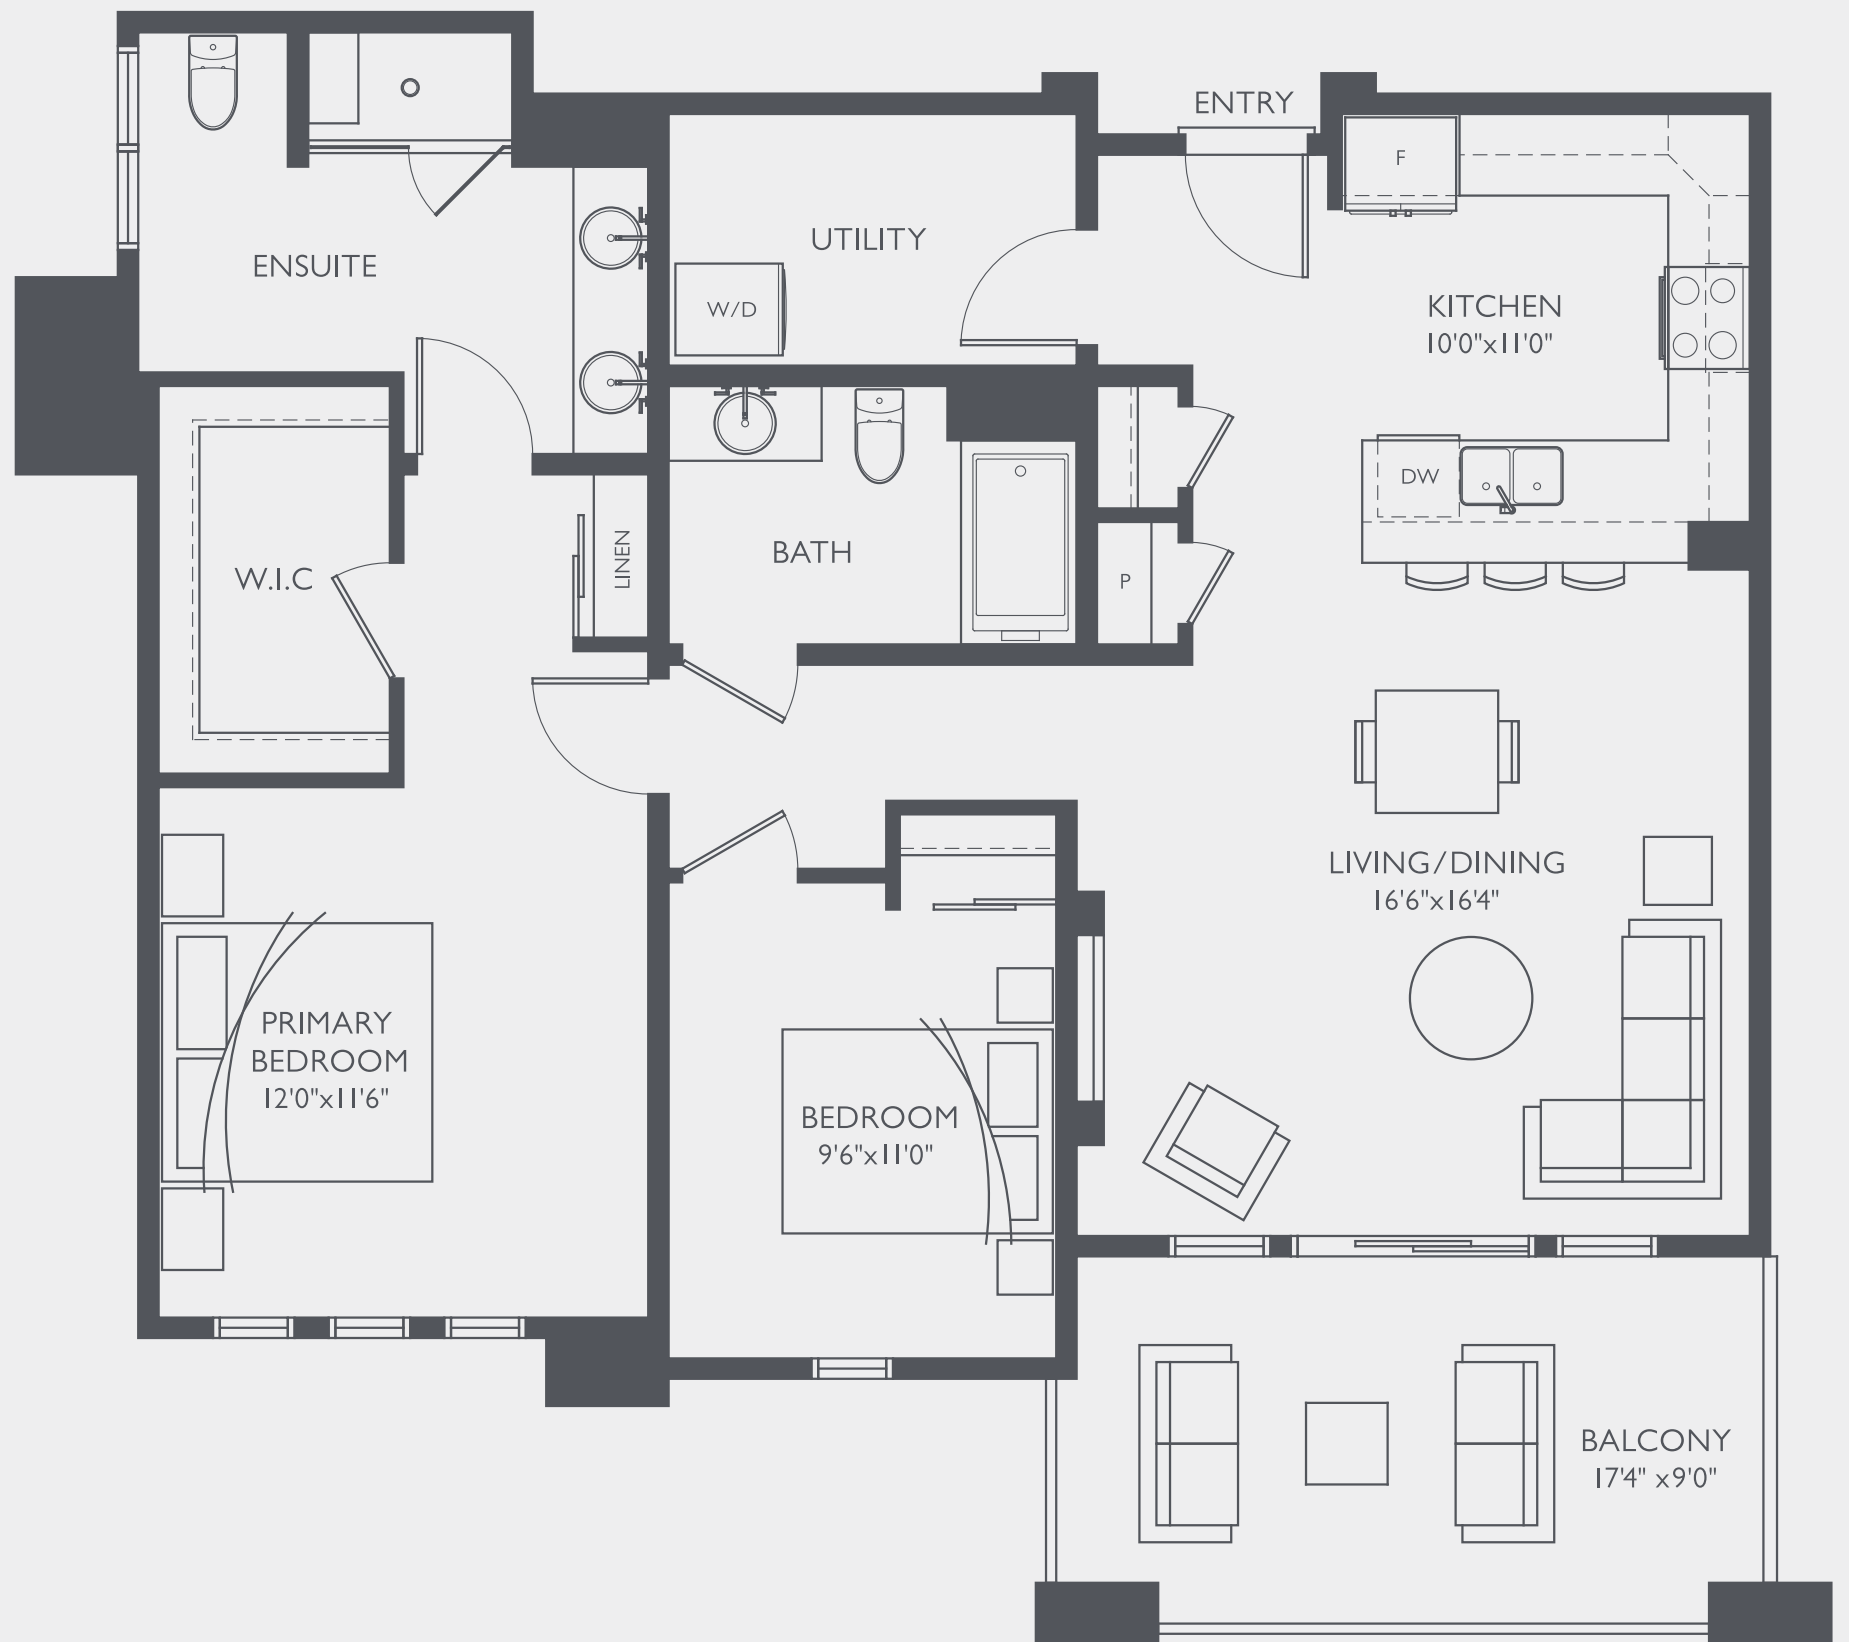 ENTRY
F
UTILITY
ENSUITE
W/D
KITCHEN
10'0"x11'0"
DW
BATH
LINEN
W.I.C
P
LIVING/DINING
16'6"x16'4"
PRIMARY
BEDROOM
12'0"x11'6"
BEDROOM
9'6"x11'0"
BALCONY
17'4" x9'0"